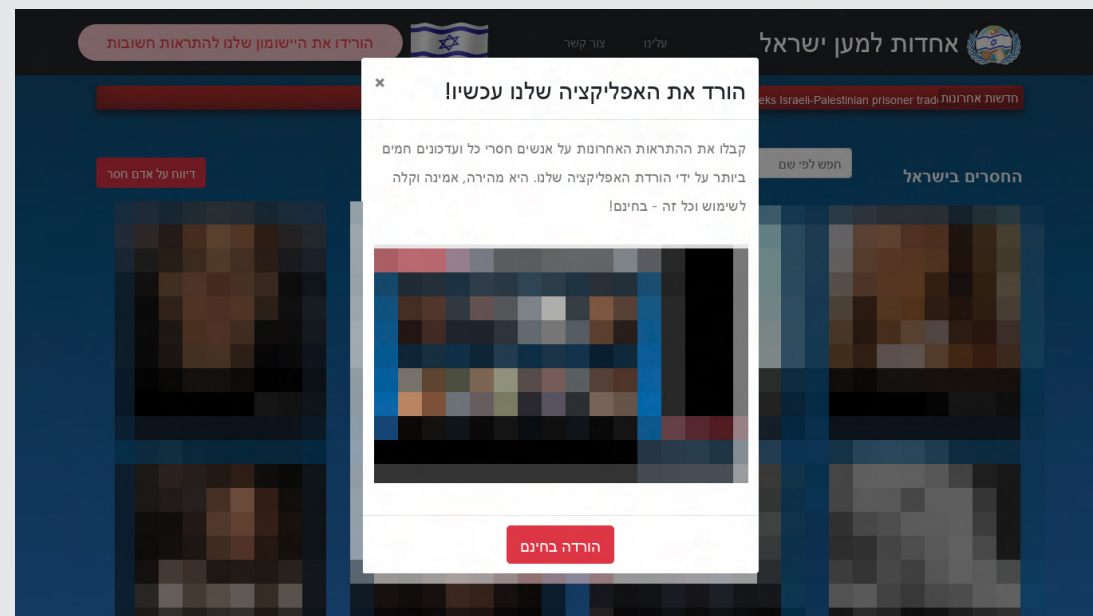 אחדות למען ישראל
עלינו
צור קשר
הורידו את היישומון שלנו להתראות חשובות
חדשות אחרונות
eks Israeli-Palestinian prisoner trade
החסרים בישראל
חפש לפי שם
דיווח על אדם חסר
הורד את האפליקציה שלנו עכשיו!
×
קבלו את ההתראות האחרונות על אנשים חסרי כל ועדכונים חמים
ביותר על ידי הורדת האפליקציה שלנו. היא מהירה, אמינה וקלה
לשימוש וכל זה - בחינם!
הורדה בחינם